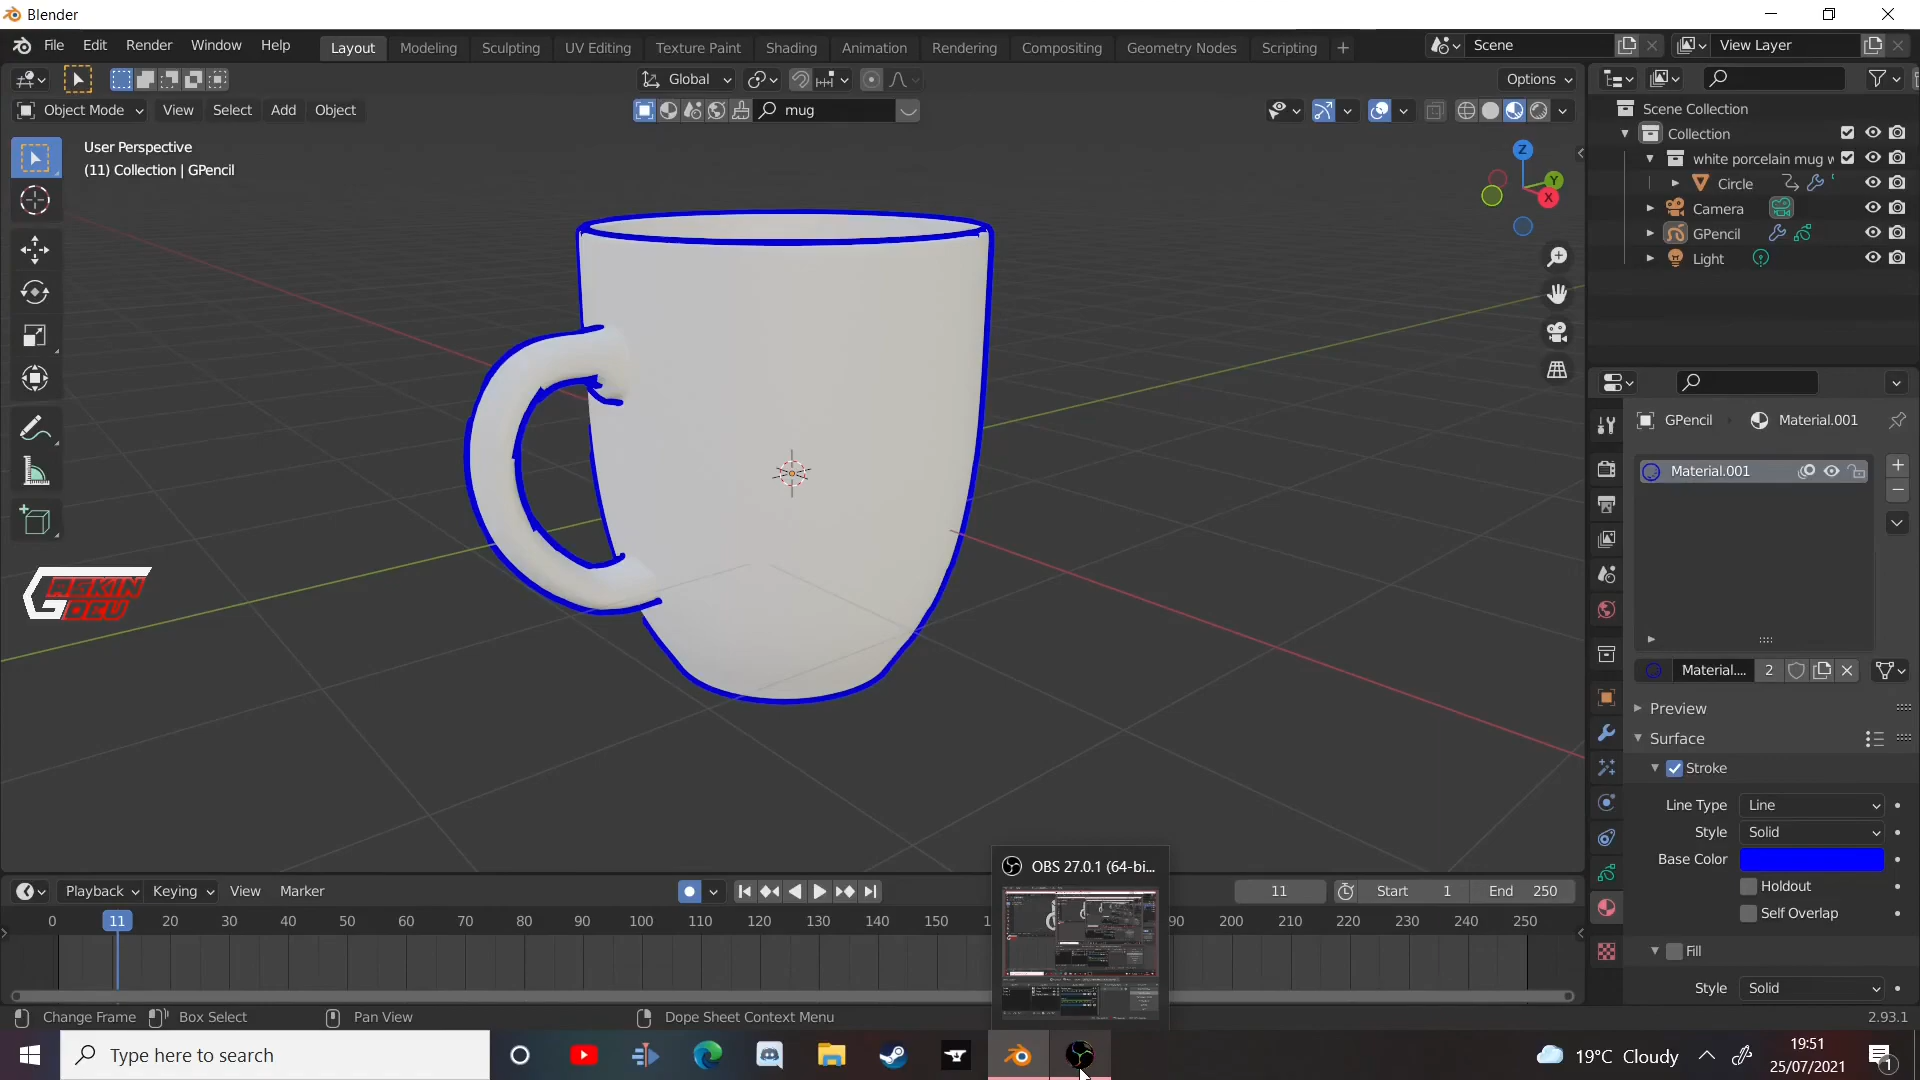 Blender
File Edit Render Window Help Layout Modeling Sculpting UV Editing Texture Paint Shading Animation Rendering Compositing Geometry Nodes Scripting + Scene View Layer
Global Options
Object Mode View Select Add Object mug
User Perspective
(11) Collection | GPencil
Z
Y
X
Scene Collection
Collection
white porcelain mug
Circle
Camera
GPencil
Light
GPencil Material.001
Material.001
Material.... 2
Preview
Surface
Stroke
Line Type Line
Style Solid
Base Color
Holdout
Self Overlap
Fill
Style Solid
OBS 27.0.1 (64-bi...
Playback Keying View Marker 11 Start 1 End 250
0 11 20 30 40 50 60 70 80 90 100 110 120 130 140 150 90 200 210 220 230 240 250
Change Frame Box Select Pan View Dope Sheet Context Menu 2.93.1
Type here to search
19°C Cloudy
19:51
25/07/2021
1